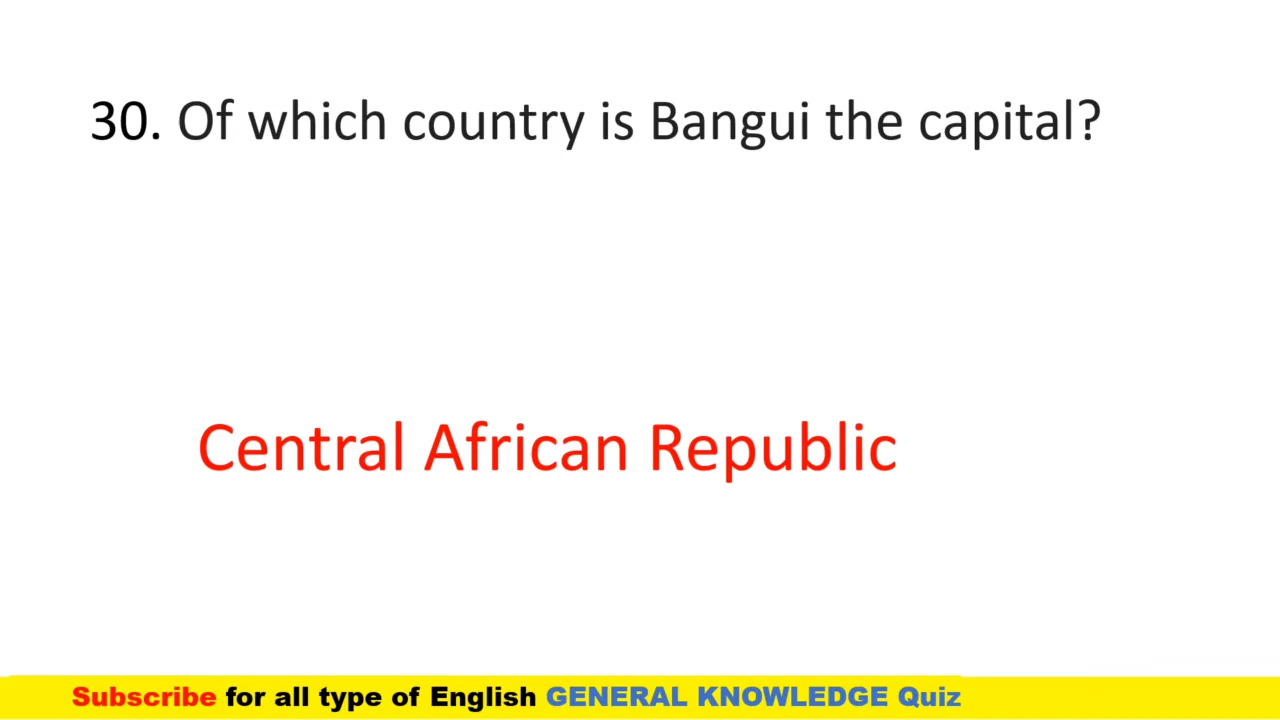 30. Of which country is Bangui the capital?
Central African Republic
Subscribe for all type of English GENERAL KNOWLEDGE Quiz